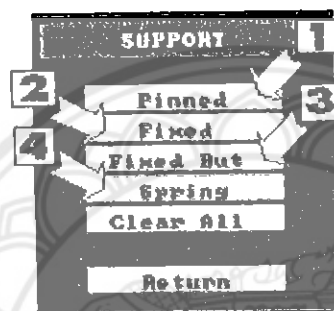 SUPPORT
1
2
Pinned
3
Fixed
4
Fixed But
Spring
Clear All
Return